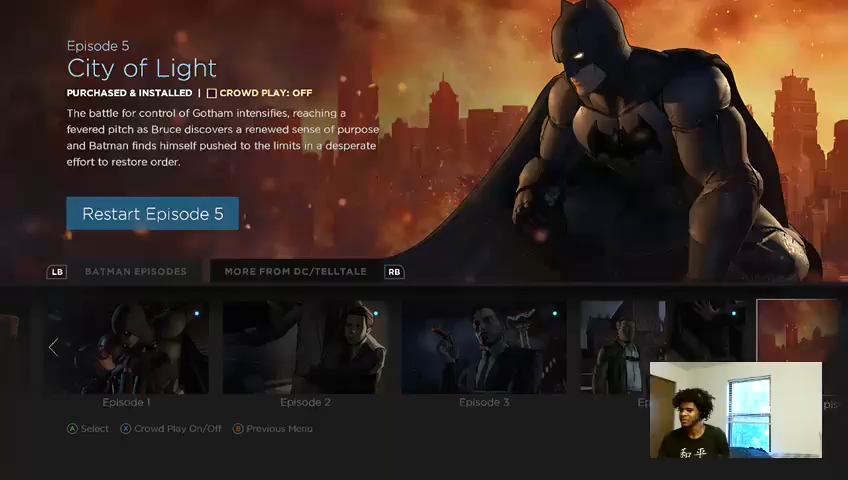 Episode 5
City of Light
PURCHASED & INSTALLED | CROWD PLAY: OFF
The battle for control of Gotham intensifies, reaching a
fevered pitch as Bruce discovers a renewed sense of purpose
and Batman finds himself pushed to the limits in a desperate
effort to restore order.
Restart Episode 5
LB BATMAN EPISODES MORE FROM DC/TELLTALE RB
Episode 1 Episode 2 Episode 3
A Select X Crowd Play On/Off B Previous Menu
和平